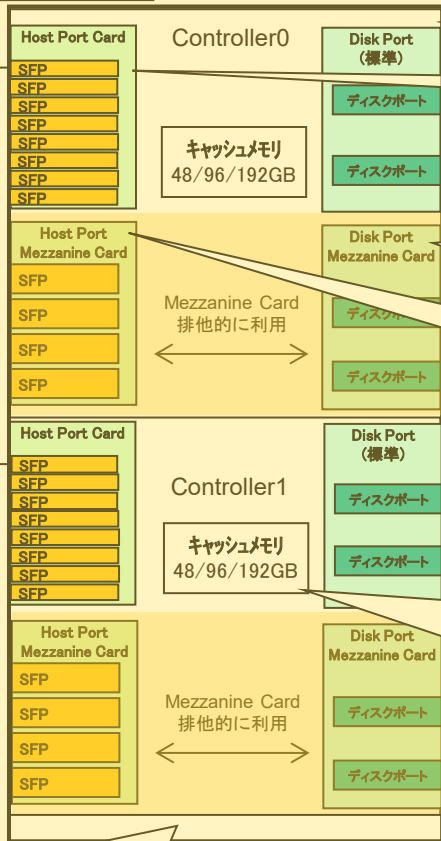 Host Port Card
Controller0
Disk Port
(標準)
SFP
SFP
SFP
SFP
SFP
SFP
SFP
SFP
ディスクポート
ディスクポート
キャッシュメモリ
48/96/192GB
Host Port
Mezzanine Card
Disk Port
Mezzanine Card
SFP
SFP
SFP
SFP
Mezzanine Card
排他的に利用
ディスクポート
ディスクポート
Host Port Card
Controller1
Disk Port
(標準)
SFP
SFP
SFP
SFP
SFP
SFP
SFP
SFP
ディスクポート
ディスクポート
キャッシュメモリ
48/96/192GB
Host Port
Mezzanine Card
Disk Port
Mezzanine Card
SFP
SFP
SFP
SFP
Mezzanine Card
排他的に利用
ディスクポート
ディスクポート